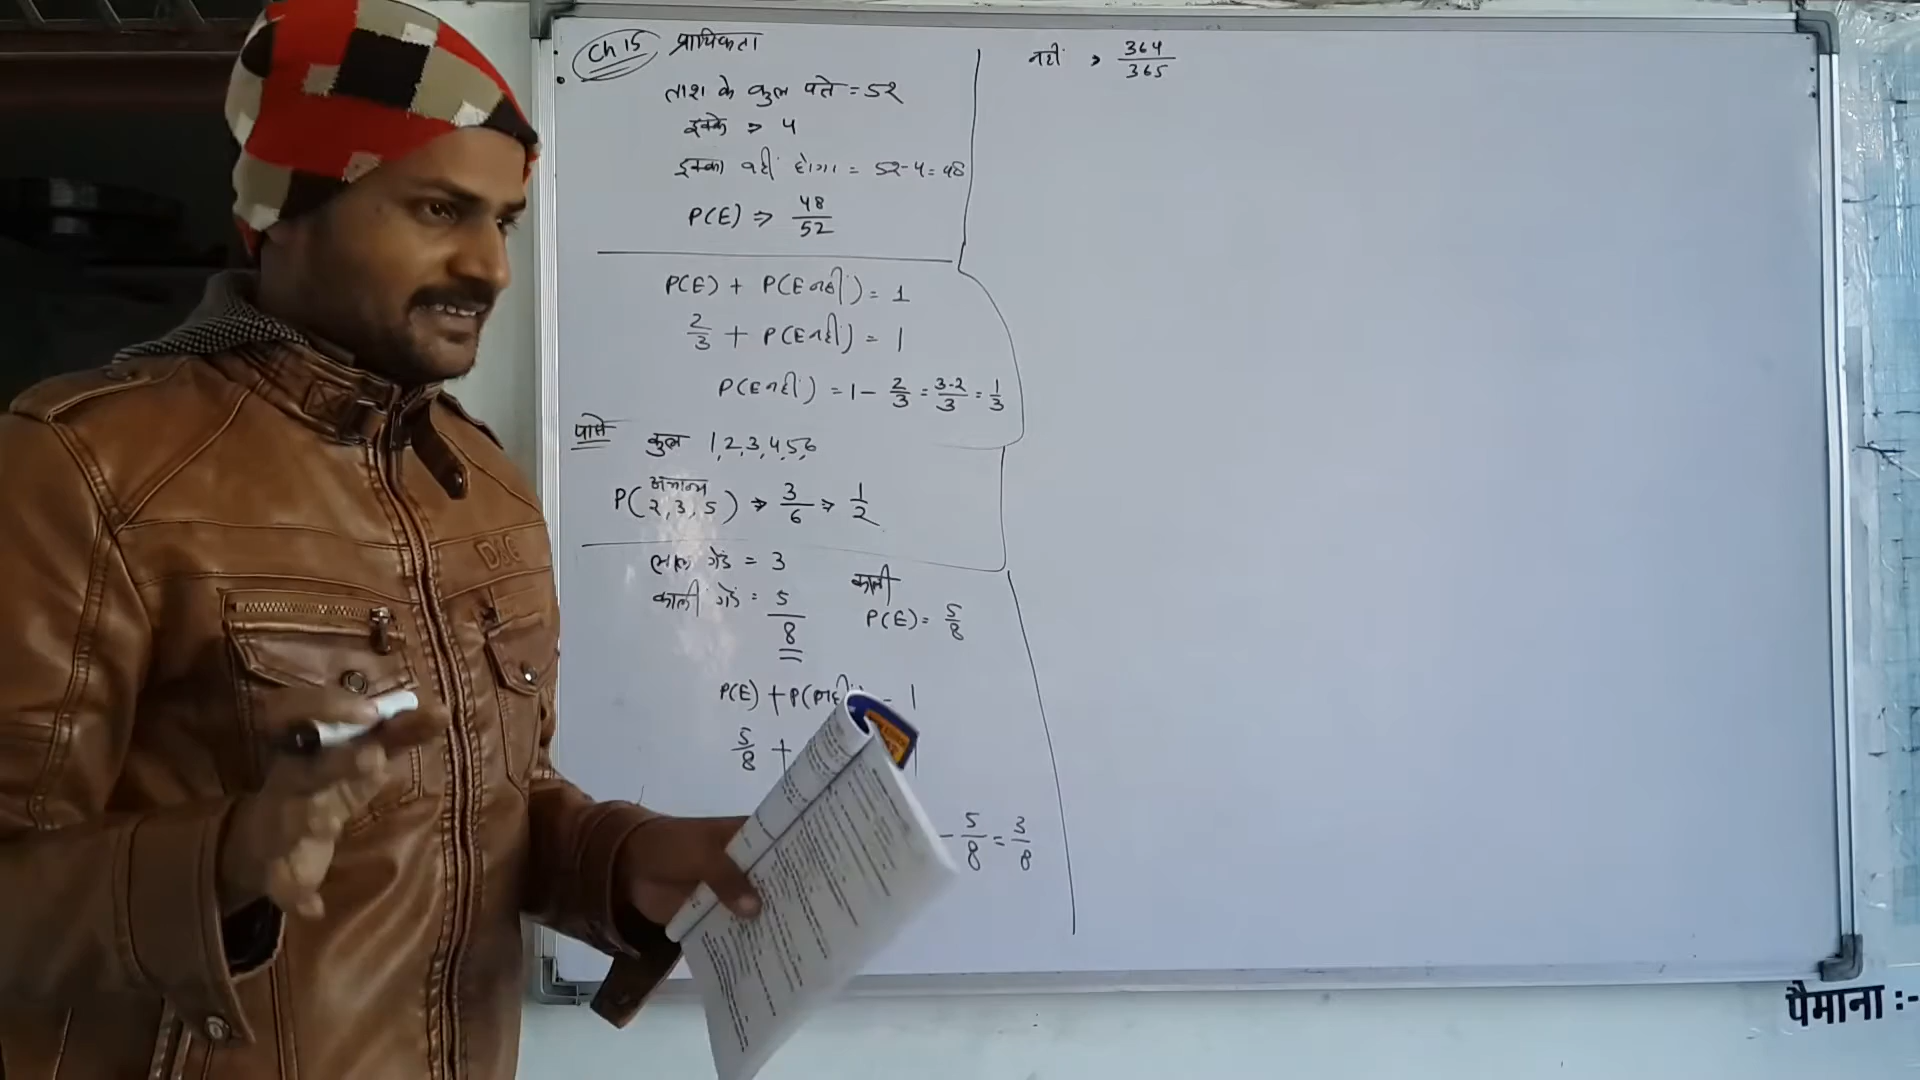 Ch 15 प्रायिकता
ताश के कुल पत्ते = 52
इक्के ⇒ 4
इक्का नहीं होगा = 52-4=48
P(E) ⇒ 48/52
P(E) + P(E नहीं) = 1
2/3 + P(E नहीं) = 1
P(E नहीं) = 1 - 2/3 = 3-2/3 = 1/3
पासे कुल 1,2,3,4,5,6
अभाज्य
P(2,3,5) ⇒ 3/6 ⇒ 1/2
लाल गेंदें = 3
काली गेंदें = 5
8
काली
P(E) = 5/8
P(E) + P( = 1
5/8 +
- 5/8 = 3/8
नहीं ⇒ 364/365
DSG
पैमाना :-